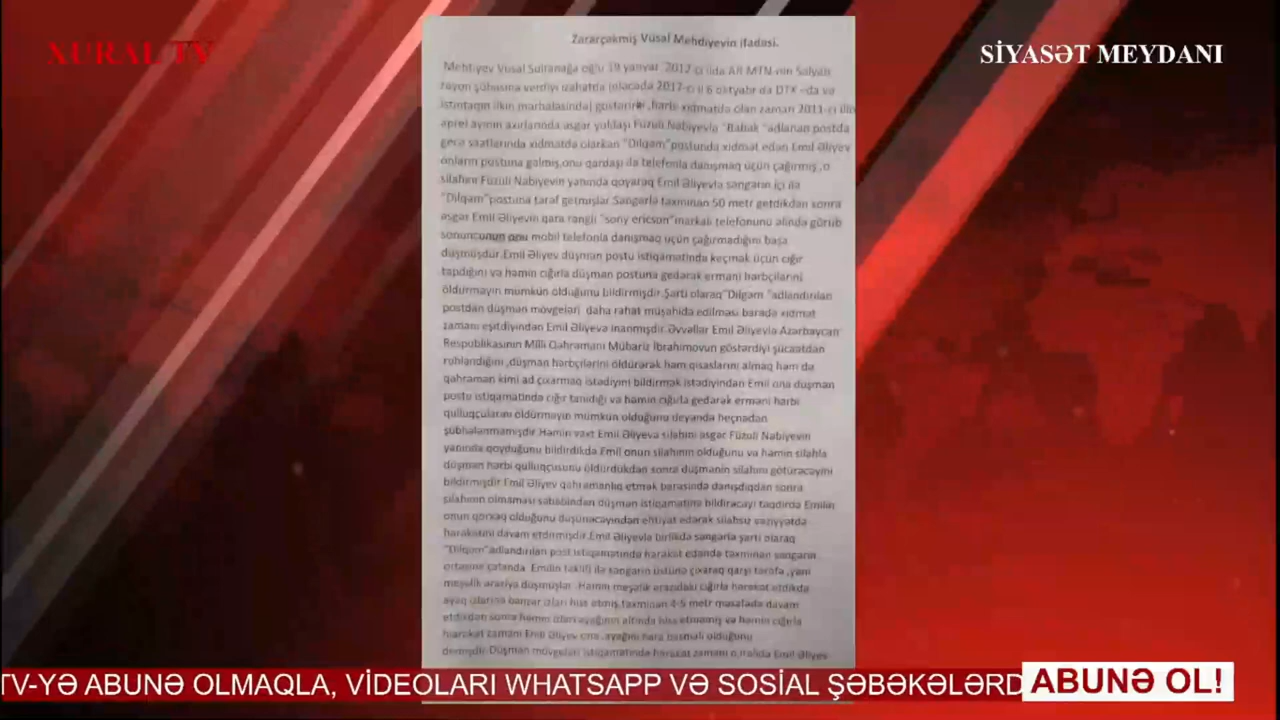 XURAL TV
SİYASƏT MEYDANI
Zərərçəkmiş Vüsal Mehdiyevin ifadəsi.
Mehdiyev Vüsal Sultanağa oğlu 19 yanvar 2012-ci ildə AR MTN-nin Salyan
rayon şöbəsinə verdiyi izahatda 2017-ci il 6 oktyabr da DTX –da və
istintaqın ilkin mərhələsində göstərir ,hərbi xidmətdə olan zaman 2011-ci ilin
aprel ayının axırlarında əsgər yoldaşı Füzuli Nəbiyevlə "Babək "adlanan postda
gecə saatlarında xidmətdə olarkən "Dilqəm"postunda xidmət edən Emil Əliyev
onların postuna gəlmiş,onu qardaşı ilə telefonla danışmaq üçün çağırmış ,o
silahını Füzuli Nəbiyevin yanında qoyaraq Emil Əliyevlə səngərin içi ilə
"Dilqəm"postuna tərəf getmişlər.Səngərlə təxminən 50 metr getdikdən sonra
əsgər Emil Əliyevin qara rəngli "sony ericson"markalı telefonunu əlində görüb
sonuncunun onu mobil telefonla danışmaq üçün çağırmadığını başa
düşmüşdür.Emil Əliyev düşmən postu istiqamətində keçmək üçün cığır
tapdığını və həmin cığırla düşmən postuna gedərək erməni hərbçilərini
öldürməyin mümkün olduğunu bildirmişdir.Şərti olaraq"Dilqəm "adlandırılan
postdan düşmən mövqeləri daha rahat müşahidə edilməsi barədə xidmət
zamanı eşitdiyindən Emil Əliyevə inanmışdır.Əvvəllər Emil Əliyevlə Azərbaycan
Respublikasının Milli Qəhrəmanı Mübariz İbrahimovun göstərdiyi şücaətdən
ruhlandığını ,düşmən hərbçilərini öldürərək həm qisaslarını almaq həm də
qəhrəman kimi ad çıxarmaq istədiyini bildirmək istədiyindən Emil ona düşmən
postu istiqamətində cığır tanıdığı və həmin cığırla gedərək erməni hərbi
qulluqçularını öldürməyin mümkün olduğunu deyəndə heçnədən
şübhələnməmişdir.Həmin vaxt Emil Əliyevə silahını əsgər Füzuli Nəbiyevin
yanında qoyduğunu bildirdikdə Emil onun silahının olduğunu və həmin silahla
düşmən hərbi qulluqçusunu öldürdükdən sonra düşmənin silahını götürəcəyini
bildirmişdir.Emil Əliyev qəhrəmanlıq etmək barəsində danışdıqdan sonra
silahının olmaması səbəbindən düşmən istiqamətinə bildirəcəyi təqdirdə Emilin
onun qorxaq olduğunu düşünəcəyindən ehtiyat edərək silahsız vəziyyətdə
hərəkətini davam etdirmişdir.Emil Əliyevlə birlikdə səngərlə şərti olaraq
"Dilqəm"adlandırılan post istiqamətində hərəkət edəndə təxminən səngərin
ortasına çatanda Emilin təklifi ilə səngərin üstünə çıxaraq qarşı tərəfə ,yəni
meşəlik əraziyə düşmüşlər .Həmin meşəlik ərazidəki cığırla hərəkət etdikdə
ayaq izlərinə bənzər izləri hiss etmiş təxminən 4-5 metr məsafədə davam
etdikdən sonra həmin izləri ayağının altında hiss etməmiş və həmin cığırla
hərəkət zamanı Emil Əliyev ona ,ayağını hara basmalı olduğunu
demişdir.Düşmən mövqeləri istiqamətində hərəkət zamanı o,irəlidə Emil Əliyev
TV-YƏ ABUNƏ OLMAQLA, VİDEOLARI WHATSAPP VƏ SOSİAL ŞƏBƏKƏLƏRD
ABUNƏ OL!